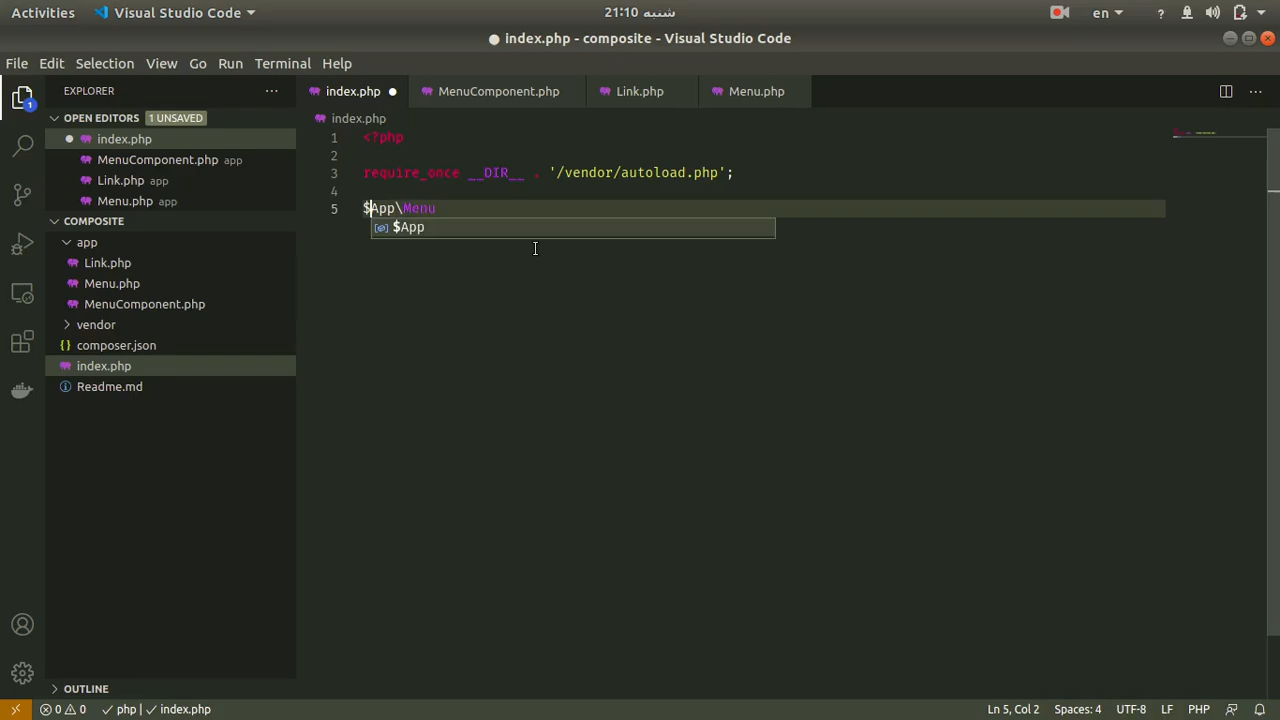 Activities
Visual Studio Code
شنبه 21:10
en
?
index.php - composite - Visual Studio Code
File Edit Selection View Go Run Terminal Help
1
EXPLORER
OPEN EDITORS 1 UNSAVED
index.php
MenuComponent.php app
Link.php app
Menu.php app
COMPOSITE
app
Link.php
Menu.php
MenuComponent.php
vendor
{} composer.json
index.php
Readme.md
OUTLINE
index.php MenuComponent.php Link.php Menu.php
index.php
1 <?php
2
3 require_once __DIR__ . '/vendor/autoload.php';
4
5 $App\Menu
$App
0 0 php | index.php
Ln 5, Col 2 Spaces: 4 UTF-8 LF PHP